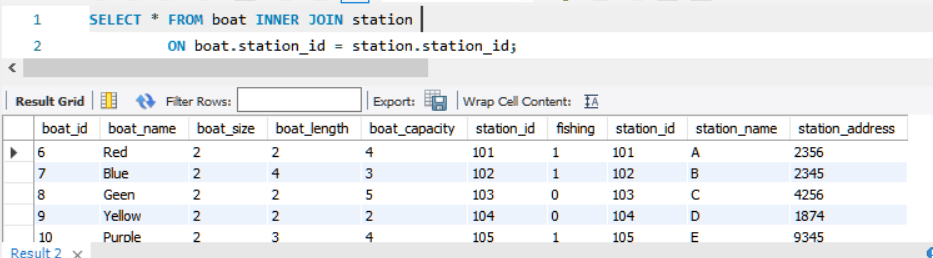 1 SELECT * FROM boat INNER JOIN station
2 ON boat.station_id = station.station_id;
Result Grid Filter Rows: Export: Wrap Cell Content: IA
boat_id boat_name boat_size boat_length boat_capacity station_id fishing station_id station_name station_address
6 Red 2 2 4 101 1 101 A 2356
7 Blue 2 4 3 102 1 102 B 2345
8 Geen 2 2 5 103 0 103 C 4256
9 Yellow 2 2 2 104 0 104 D 1874
10 Purple 2 3 4 105 1 105 E 9345
Result 2 ×